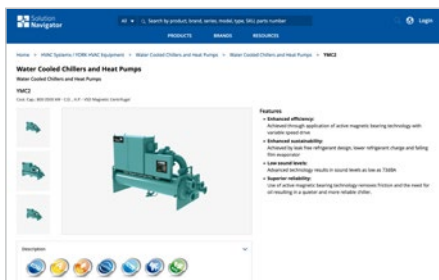 Solution
Navigator
All
Search by product, brand, series, model, type, SKU, parts number
Login
PRODUCTS BRANDS RESOURCES
Home > HVAC Systems / YORK HVAC Equipment > Water Cooled Chillers and Heat Pumps > Water Cooled Chillers and Heat Pumps > YMC2
Water Cooled Chillers and Heat Pumps
Water Cooled Chillers and Heat Pumps
YMC2
Features
Enhanced efficiency:
Achieved through application of active magnetic bearing technology with
variable speed drive
Enhanced sustainability:
Achieved by leak free refrigerant design, lower refrigerant charge and falling
film evaporator
Low sound levels:
Advanced technology results in sound levels as low as
Superior reliability:
Use of active magnetic bearing technology removes friction and the need for
oil resulting in a quieter and more reliable chiller.
Description